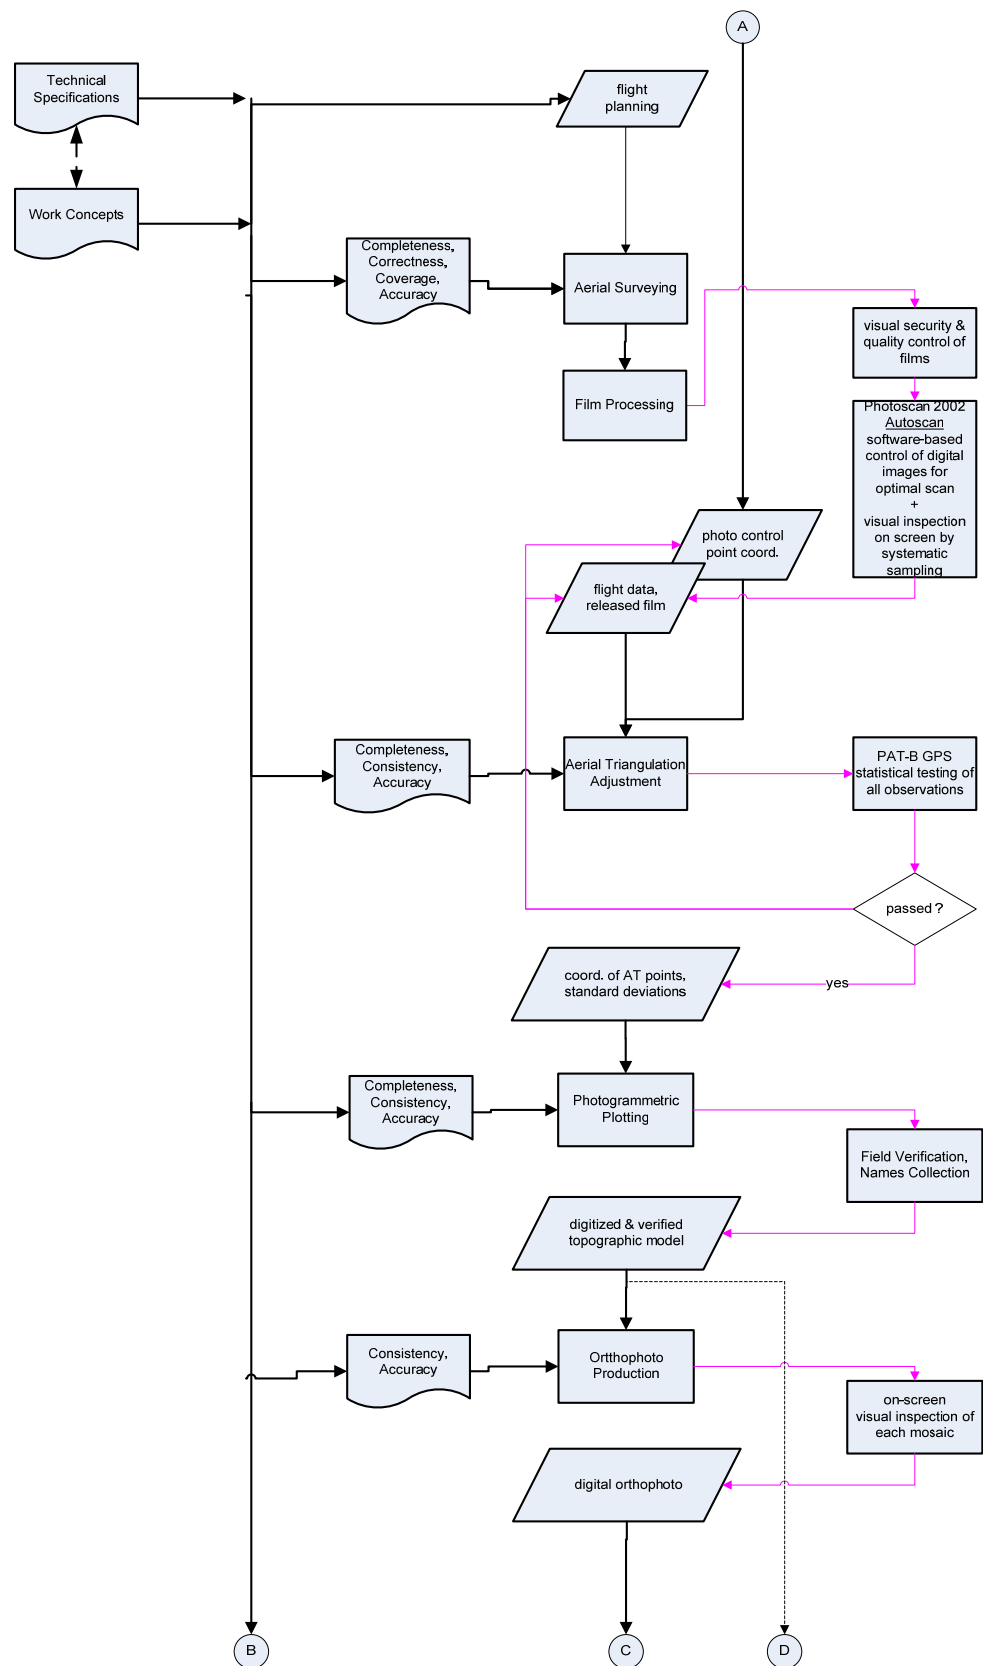 A
Technical
Specifications
flight
planning
Work Concepts
Completeness,
Correctness,
Coverage,
Accuracy
Aerial Surveying
visual security &
quality control of
films
Film Processing
Photoscan 2002
Autoscan
software-based
control of digital
images for
optimal scan
+
visual inspection
on screen by
systematic
sampling
photo control
point coord.
flight data,
released film
Completeness,
Consistency,
Accuracy
Aerial Triangulation
Adjustment
PAT-B GPS
statistical testing of
all observations
passed?
yes
coord. of AT points,
standard deviations
Completeness,
Consistency,
Accuracy
Photogrammetric
Plotting
Field Verification,
Names Collection
digitized & verified
topographic model
Consistency,
Accuracy
Ortthophoto
Production
on-screen
visual inspection of
each mosaic
digital orthophoto
B
C
D